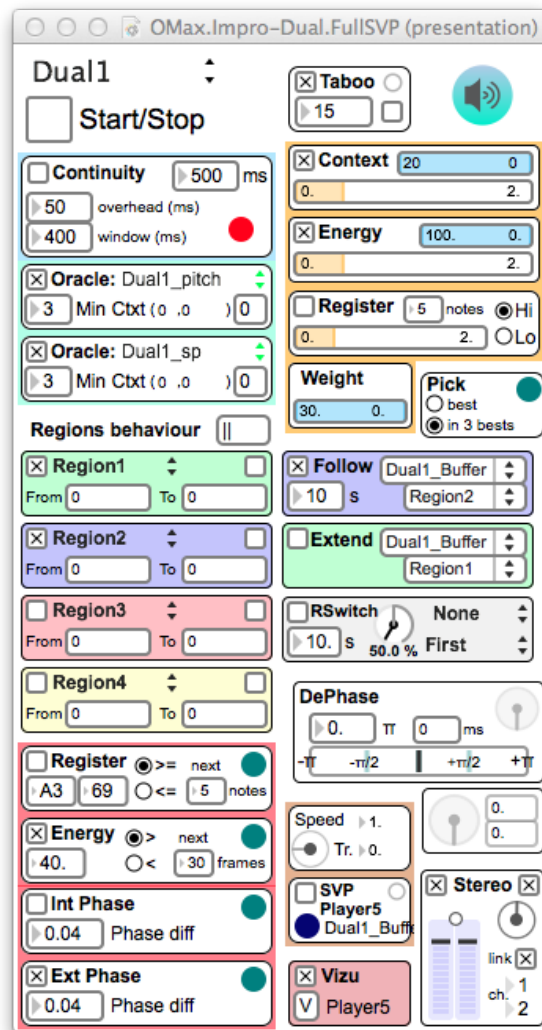 OMax.Impro-Dual.FullSVP (presentation)
Dual1
Start/Stop
Taboo
15
Continuity 500 ms
50 overhead (ms)
400 window (ms)
Context 20 0
0. 2.
Energy 100. 0.
0. 2.
Oracle: Dual1_pitch
3 Min Ctxt (0 .0 ) 0
Register 5 notes Hi
0. 2. Lo
Oracle: Dual1_sp
3 Min Ctxt (0 .0 ) 0
Weight
30. 0.
Pick
best
in 3 bests
Regions behaviour ||
Region1
From 0 To 0
Follow Dual1_Buffer
10 s Region2
Region2
From 0 To 0
Extend Dual1_Buffer
Region1
Region3
From 0 To 0
RSwitch None
10. s 50.0 % First
Region4
From 0 To 0
DePhase
0. π 0 ms
-π -π/2 +π/2 +π
Register >= next
A3 69 <= 5 notes
Energy > next
40. < 30 frames
Speed 1.
Tr. 0.
0.
0.
Int Phase
0.04 Phase diff
SVP
Player5
Dual1_Buffe
Stereo
link
ch. 1
2
Ext Phase
0.04 Phase diff
Vizu
V Player5